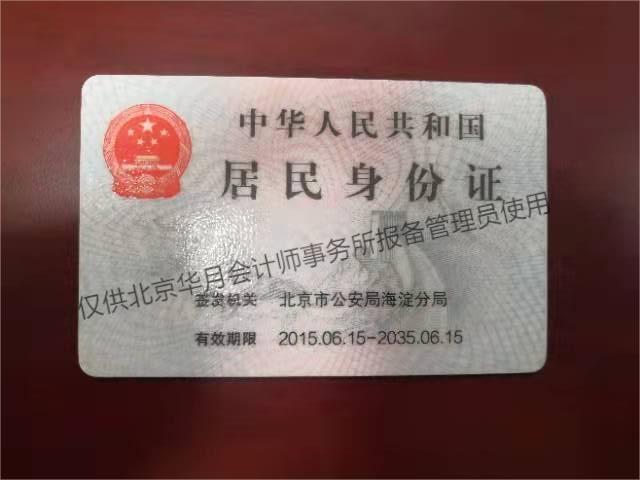 中华人民共和国
居民身份证
仅供北京华月会计师事务所报备管理员使用
签发机关 北京市公安局海淀分局
有效期限 2015.06.15-2035.06.15